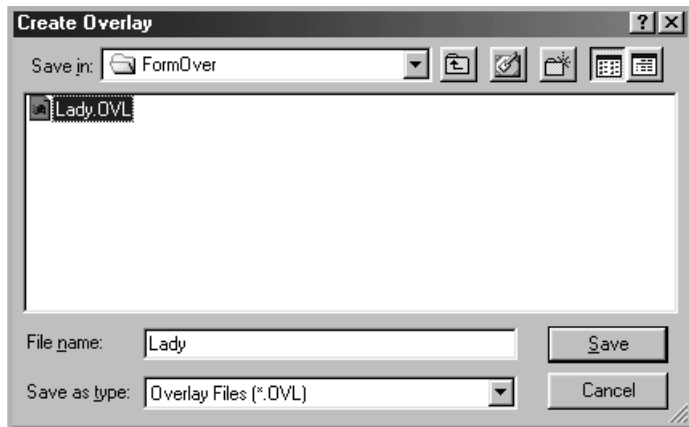 Create Overlay
Save in: FormOver
Lady.OVL
File name: Lady Save
Save as type: Overlay Files (*.OVL) Cancel